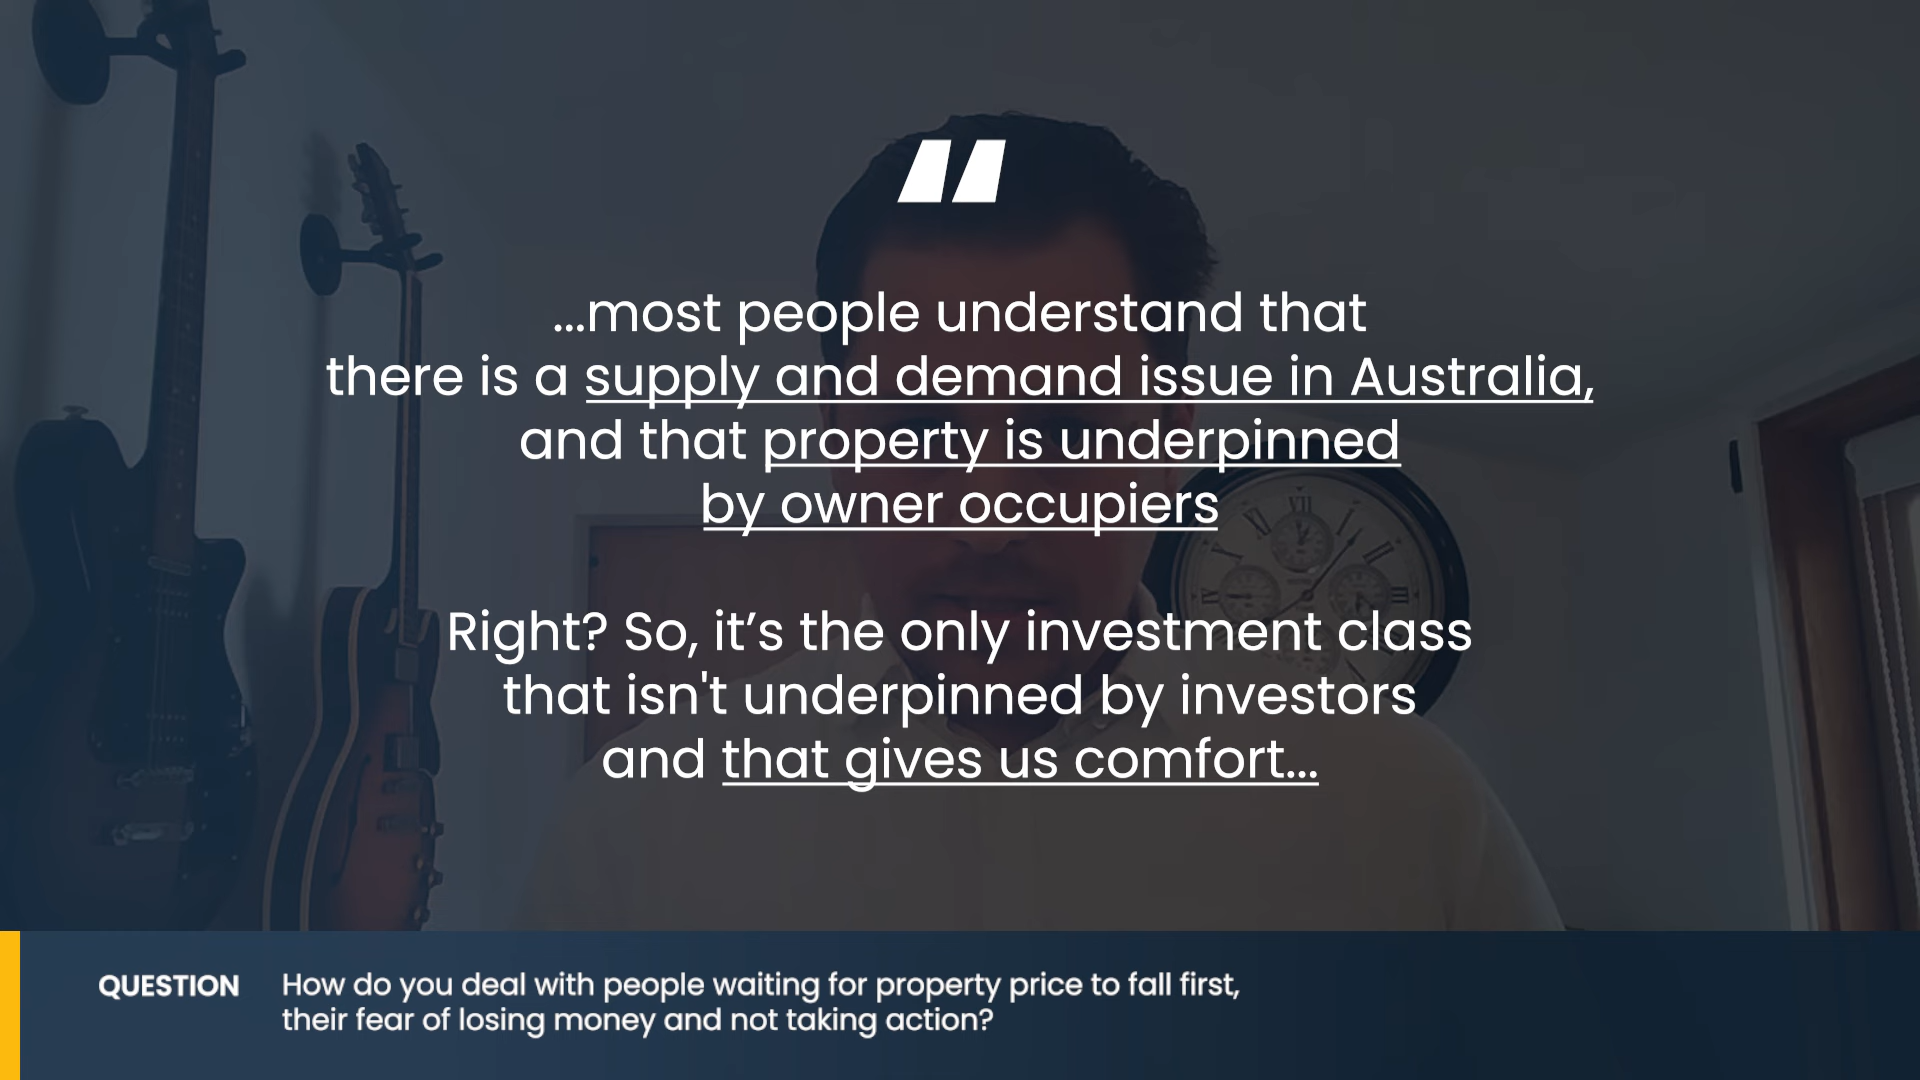 “
...most people understand that
there is a supply and demand issue in Australia,
and that property is underpinned
by owner occupiers
Right? So, it’s the only investment class
that isn't underpinned by investors
and that gives us comfort...
QUESTION
How do you deal with people waiting for property price to fall first,
their fear of losing money and not taking action?